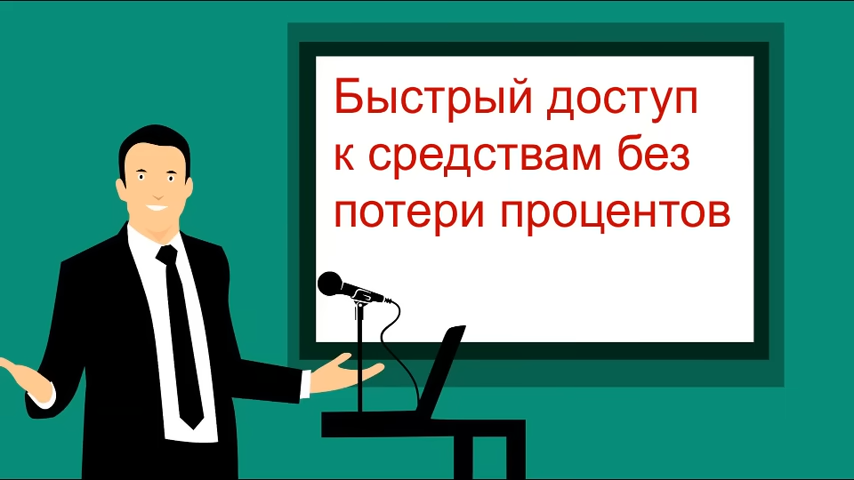 Быстрый доступ
к средствам без
потери процентов